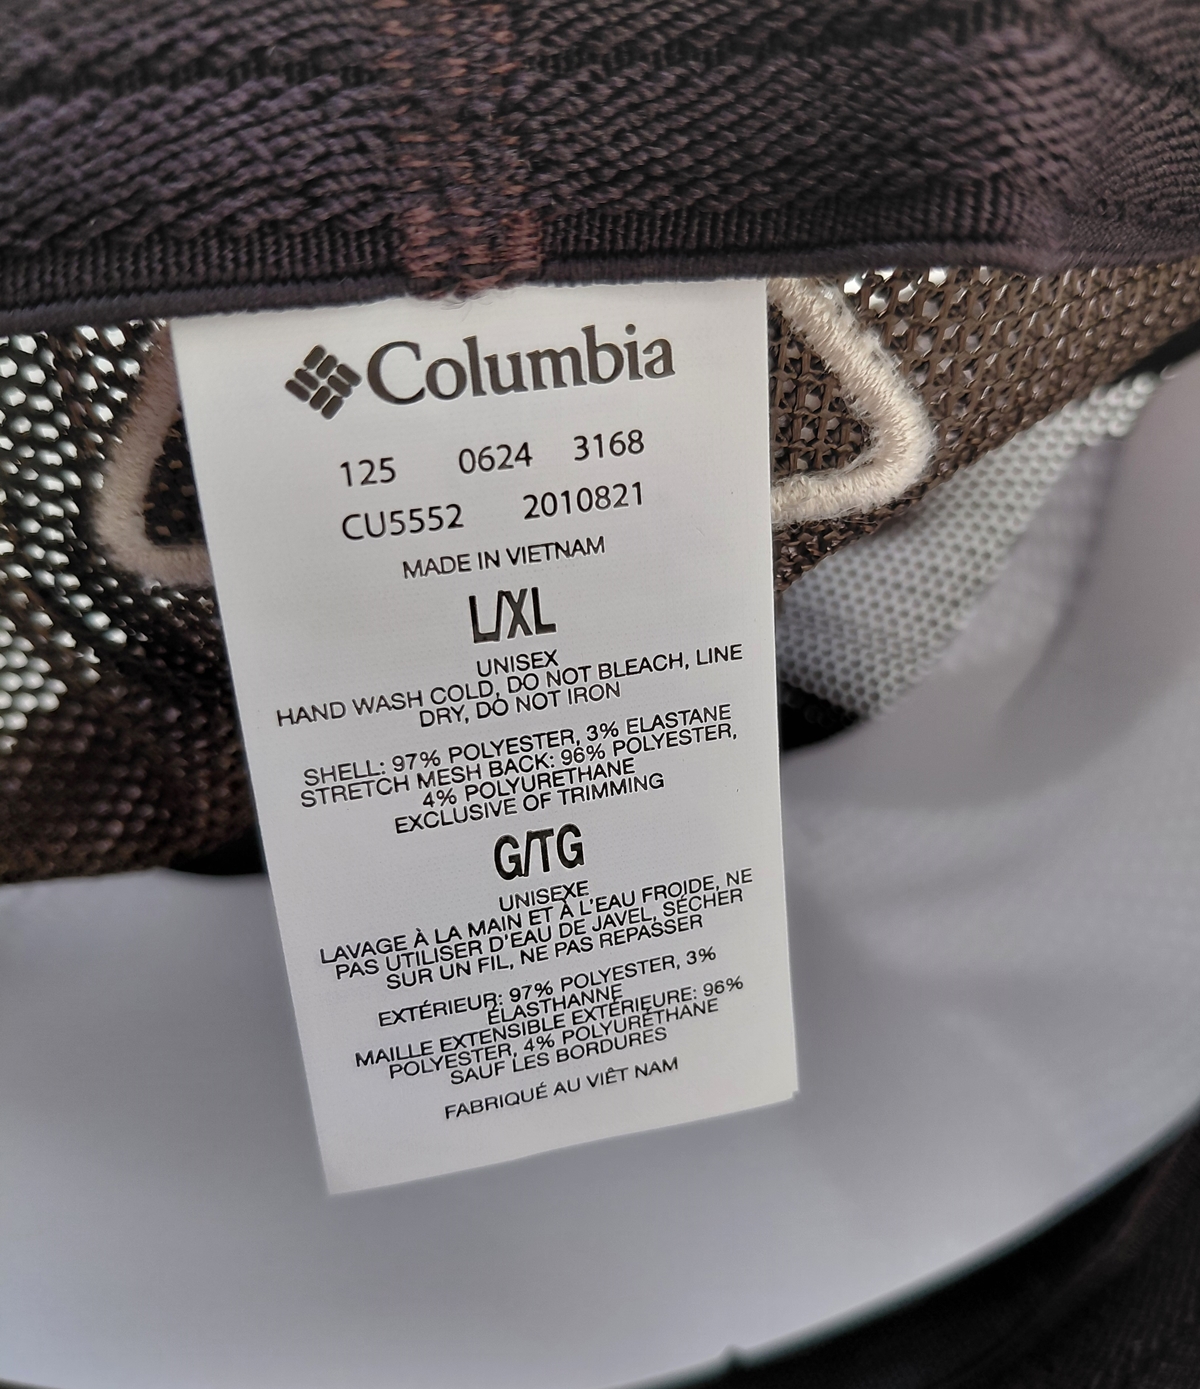 Columbia
125 0624 3168
CU5552 2010821
MADE IN VIETNAM
L/XL
UNISEX
HAND WASH COLD, DO NOT BLEACH, LINE
DRY, DO NOT IRON
SHELL: 97% POLYESTER, 3% ELASTANE
STRETCH MESH BACK: 96% POLYESTER,
4% POLYURETHANE
EXCLUSIVE OF TRIMMING
G/TG
UNISEXE
LAVAGE À LA MAIN ET À L'EAU FROIDE, NE
PAS UTILISER D'EAU DE JAVEL, SÉCHER
SUR UN FIL, NE PAS REPASSER
EXTÉRIEUR: 97% POLYESTER, 3%
ÉLASTHANNE
MAILLE EXTENSIBLE EXTÉRIEURE: 96%
POLYESTER, 4% POLYURÉTHANE
SAUF LES BORDURES
FABRIQUÉ AU VIÊT NAM